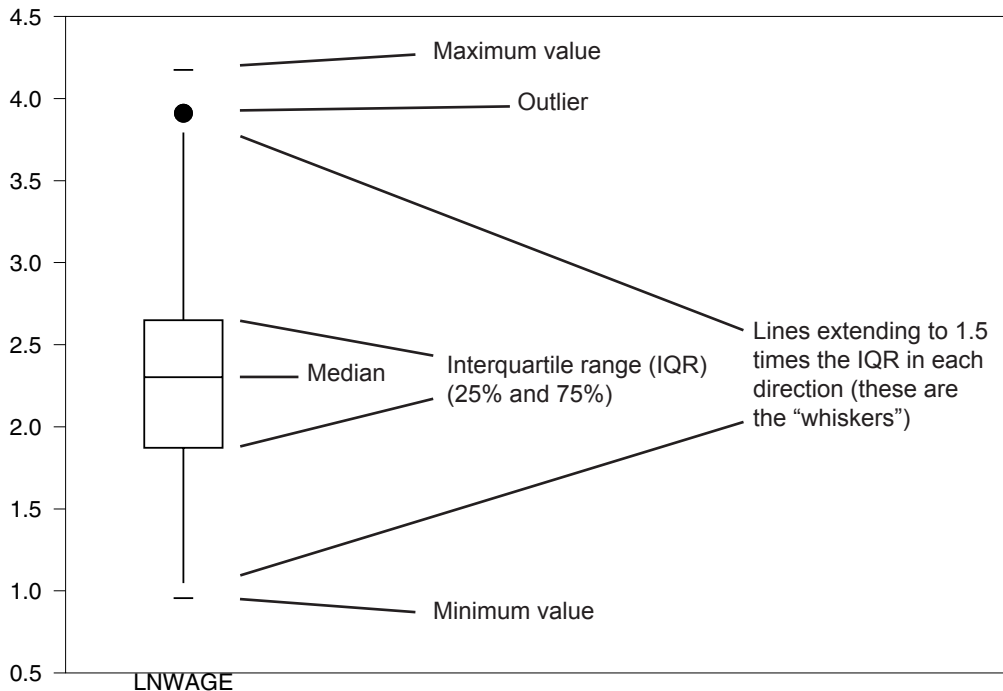 4.5
Maximum value
4.0
Outlier
3.5
3.0
Lines extending to 1.5
times the IQR in each
direction (these are
the “whiskers”)
2.5
Interquartile range (IQR)
(25% and 75%)
Median
2.0
1.5
1.0
Minimum value
0.5
LNWAGE